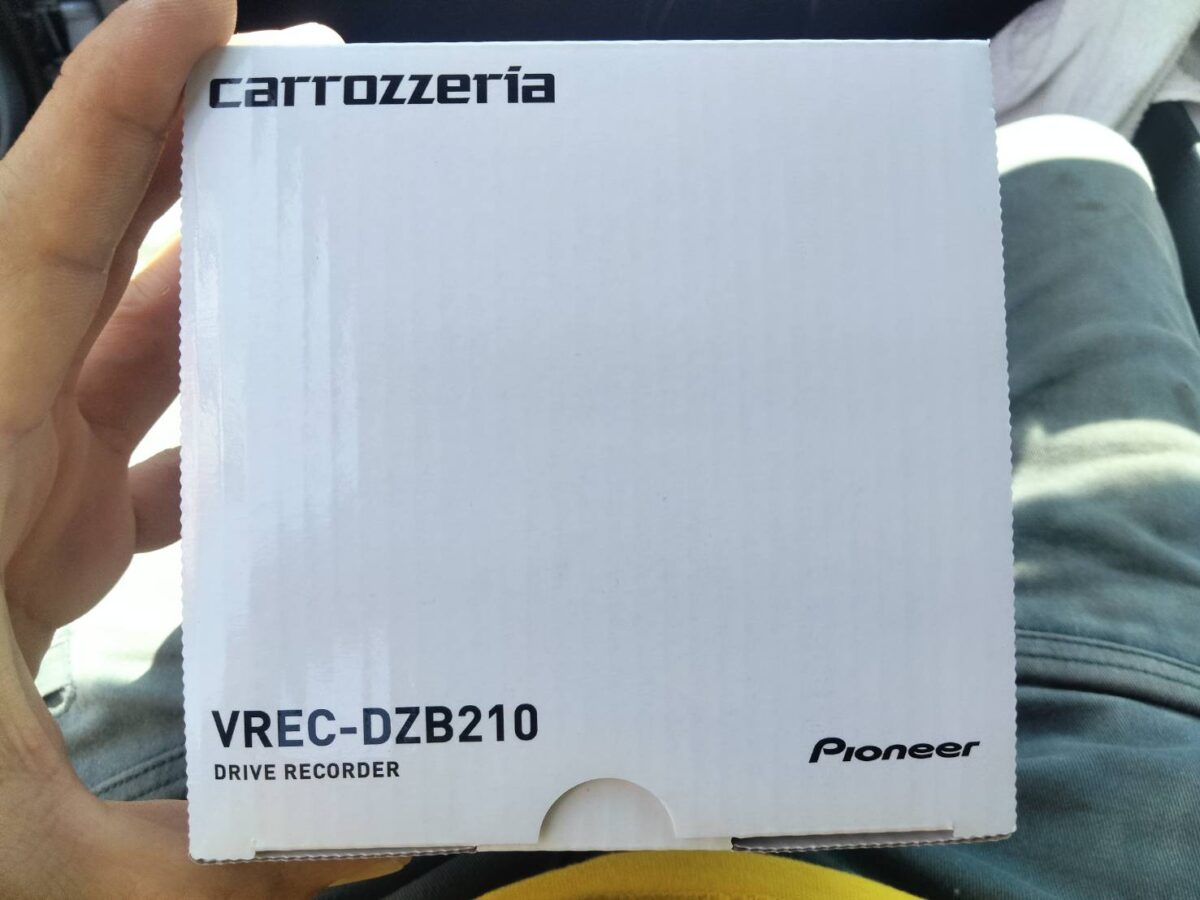 carrozzeria
VREC-DZB210
DRIVE RECORDER
Pioneer